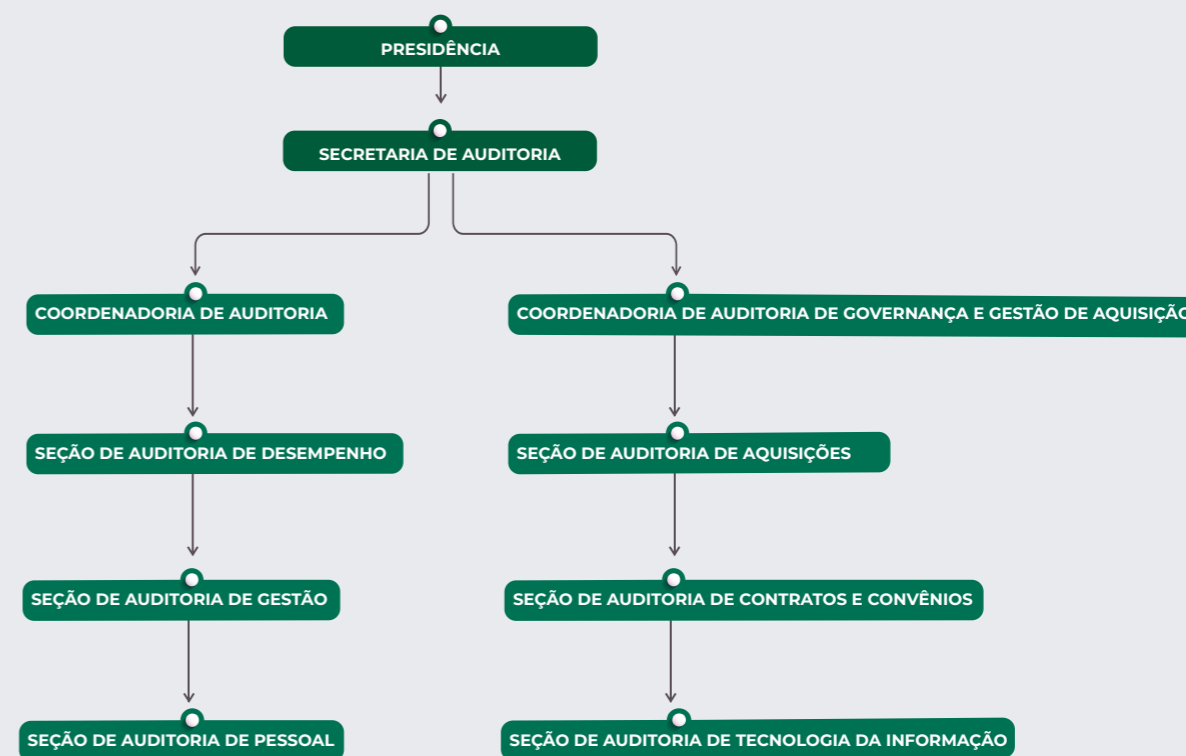 PRESIDÊNCIA
SECRETARIA DE AUDITORIA
COORDENADORIA DE AUDITORIA
COORDENADORIA DE AUDITORIA DE GOVERNANÇA E GESTÃO DE AQUISIÇÃO
SEÇÃO DE AUDITORIA DE DESEMPENHO
SEÇÃO DE AUDITORIA DE AQUISIÇÕES
SEÇÃO DE AUDITORIA DE GESTÃO
SEÇÃO DE AUDITORIA DE CONTRATOS E CONVÊNIOS
SEÇÃO DE AUDITORIA DE PESSOAL
SEÇÃO DE AUDITORIA DE TECNOLOGIA DA INFORMAÇÃO